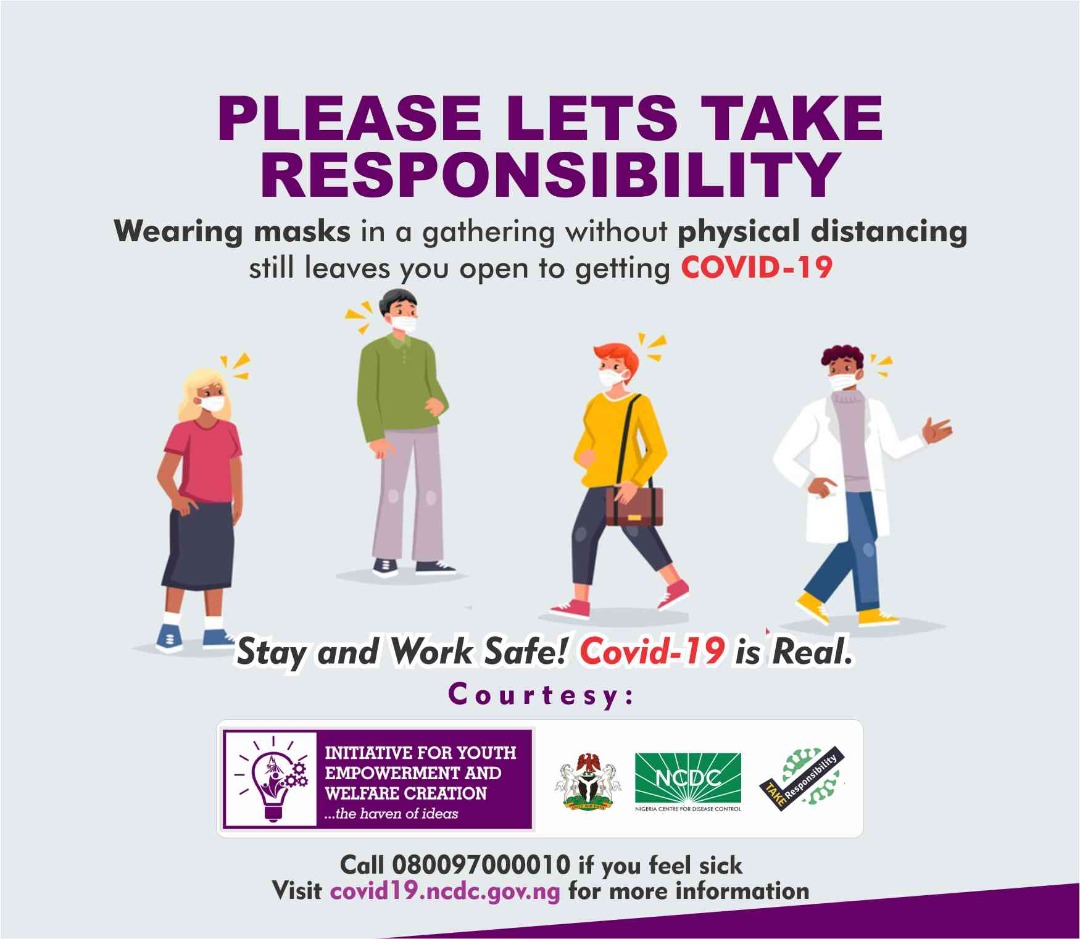 PLEASE LETS TAKE
RESPONSIBILITY
Wearing masks in a gathering without physical distancing
still leaves you open to getting COVID-19
Stay and Work Safe! Covid-19 is Real.
Courtesy:
INITIATIVE FOR YOUTH
EMPOWERMENT AND
WELFARE CREATION
...the haven of ideas
NCDC
NIGERIA CENTRE FOR DISEASE CONTROL
TAKE Responsibility
Call 080097000010 if you feel sick
Visit covid19.ncdc.gov.ng for more information